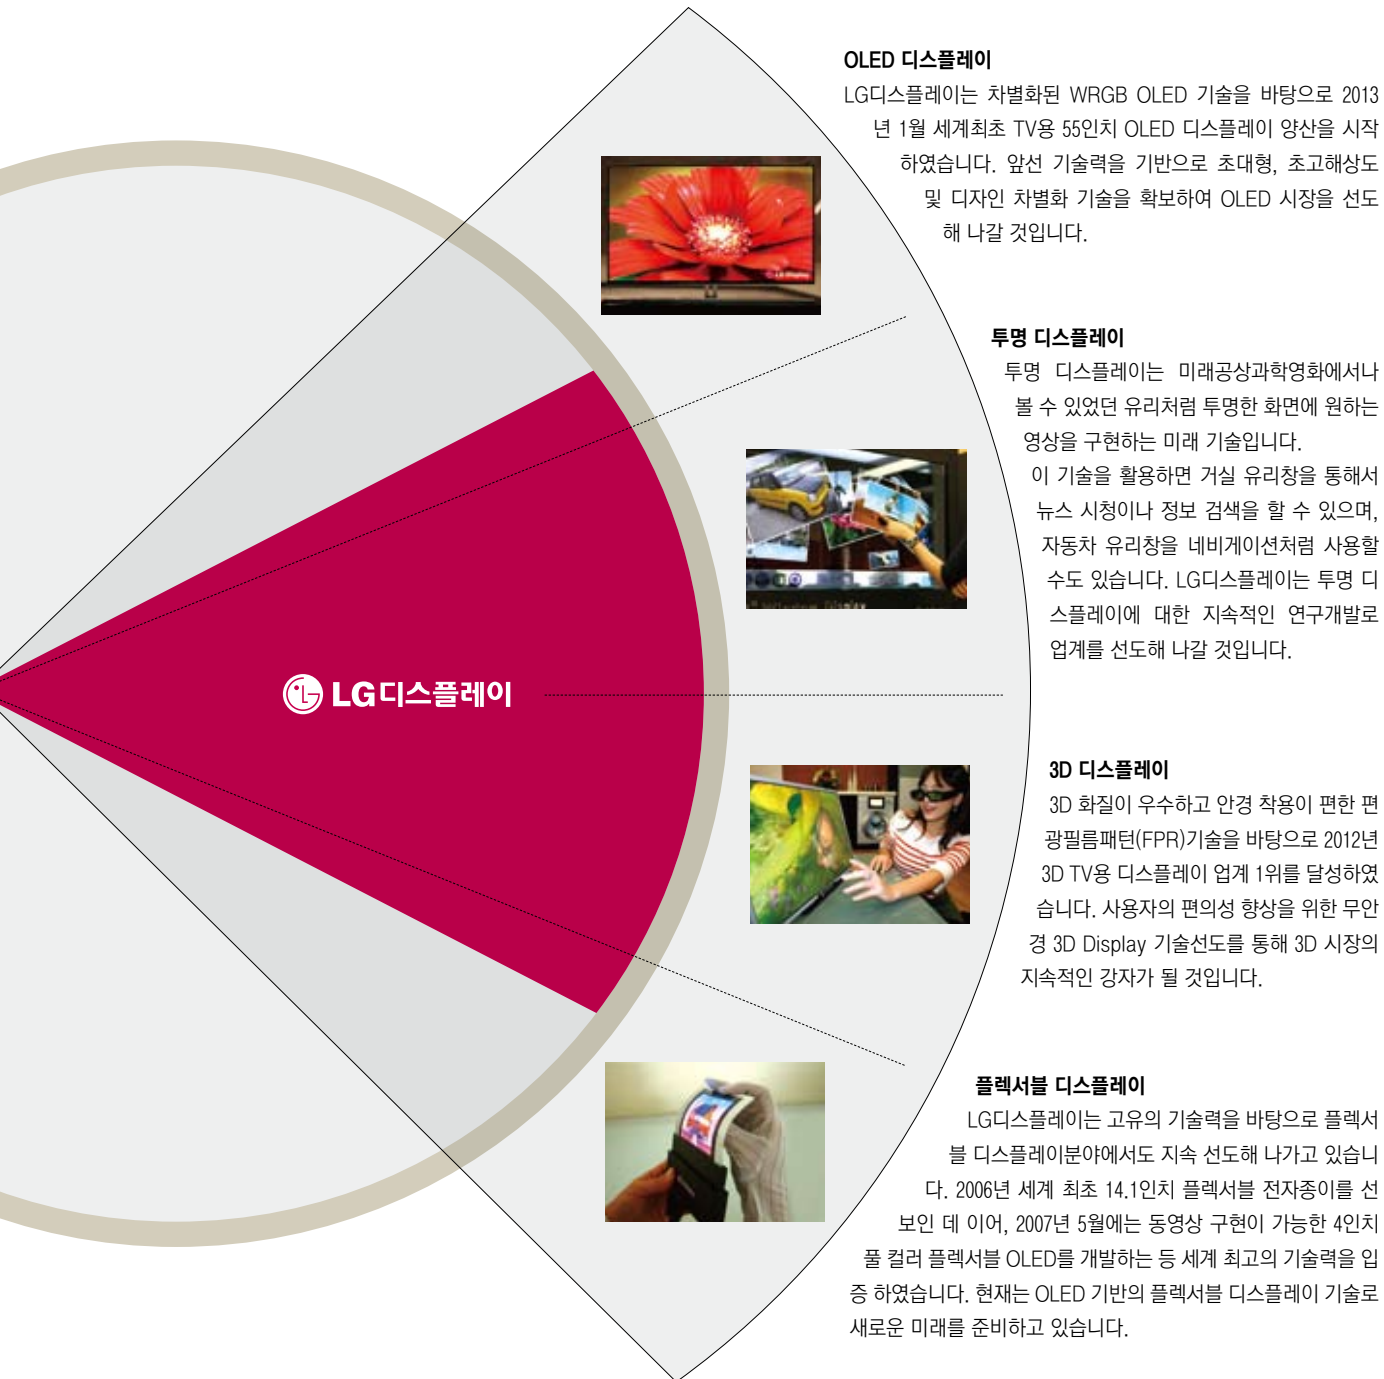 OLED 디스플레이
LG디스플레이는 차별화된 WRGB OLED 기술을 바탕으로 2013
년 1월 세계최초 TV용 55인치 OLED 디스플레이 양산을 시작
하였습니다. 앞선 기술력을 기반으로 초대형, 초고해상도
및 디자인 차별화 기술을 확보하여 OLED 시장을 선도
해 나갈 것입니다.
LG Display
투명 디스플레이
투명 디스플레이는 미래공상과학영화에서나
볼 수 있었던 유리처럼 투명한 화면에 원하는
영상을 구현하는 미래 기술입니다.
이 기술을 활용하면 거실 유리창을 통해서
뉴스 시청이나 정보 검색을 할 수 있으며,
자동차 유리창을 네비게이션처럼 사용할
수도 있습니다. LG디스플레이는 투명 디
스플레이에 대한 지속적인 연구개발로
업계를 선도해 나갈 것입니다.
LG디스플레이
3D 디스플레이
3D 화질이 우수하고 안경 착용이 편한 편
광필름패턴(FPR)기술을 바탕으로 2012년
3D TV용 디스플레이 업계 1위를 달성하였
습니다. 사용자의 편의성 향상을 위한 무안
경 3D Display 기술선도를 통해 3D 시장의
지속적인 강자가 될 것입니다.
플렉서블 디스플레이
LG디스플레이는 고유의 기술력을 바탕으로 플렉서
블 디스플레이분야에서도 지속 선도해 나가고 있습니
다. 2006년 세계 최초 14.1인치 플렉서블 전자종이를 선
보인 데 이어, 2007년 5월에는 동영상 구현이 가능한 4인치
풀 컬러 플렉서블 OLED를 개발하는 등 세계 최고의 기술력을 입
증 하였습니다. 현재는 OLED 기반의 플렉서블 디스플레이 기술로
새로운 미래를 준비하고 있습니다.